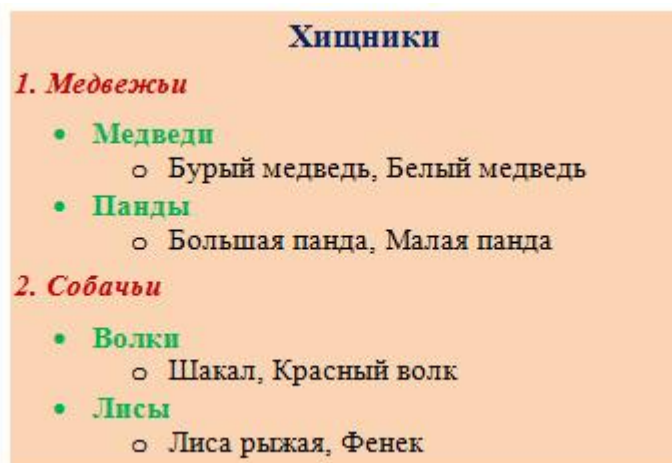 Хищники
1. Медвежьи
• Медведи
o Бурый медведь, Белый медведь
• Панды
o Большая панда, Малая панда
2. Собачьи
• Волки
o Шакал, Красный волк
• Лисы
o Лиса рыжая, Фенек